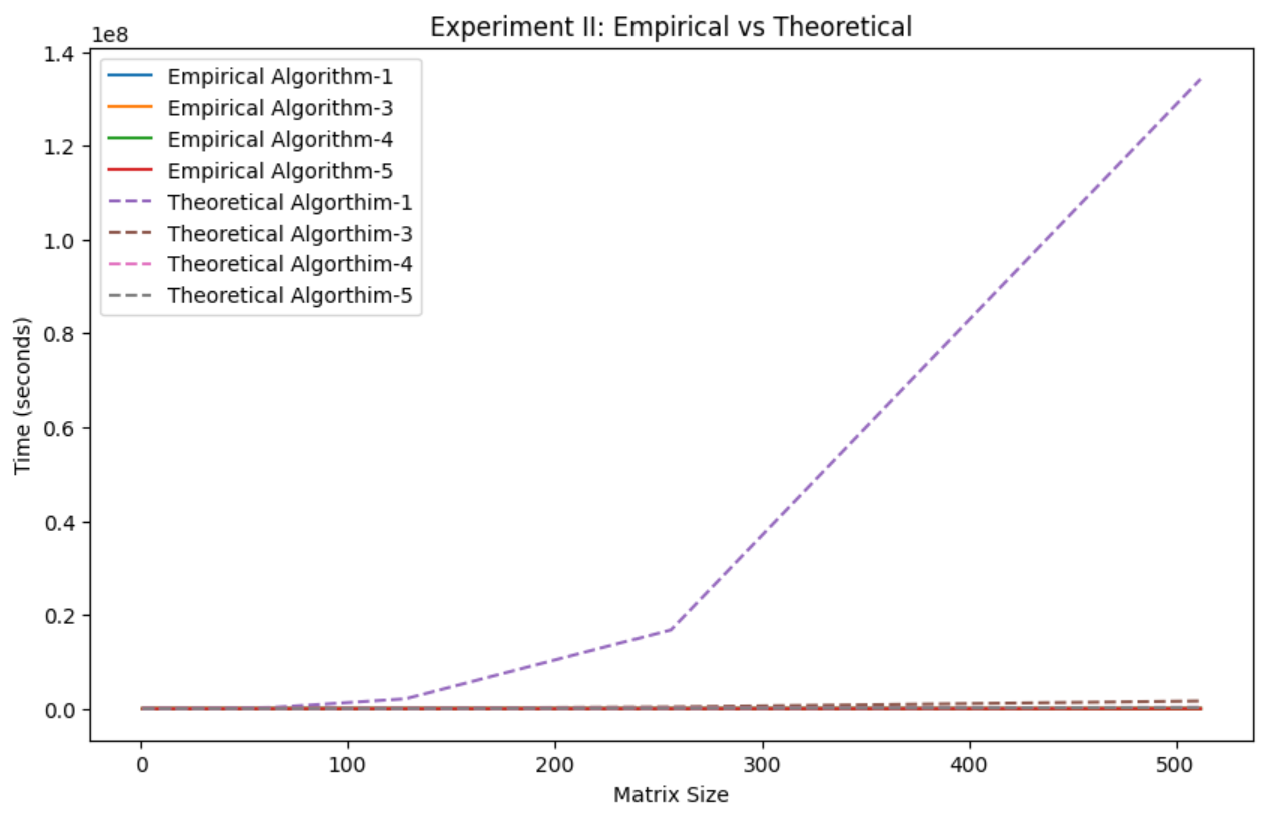 Experiment II: Empirical vs Theoretical
1e8
1.4
1.2
1.0
0.8
0.6
0.4
0.2
0.0
Time (seconds)
Empirical Algorithm-1
Empirical Algorithm-3
Empirical Algorithm-4
Empirical Algorithm-5
Theoretical Algorthim-1
Theoretical Algorthim-3
Theoretical Algorthim-4
Theoretical Algorthim-5
0 100 200 300 400 500
Matrix Size